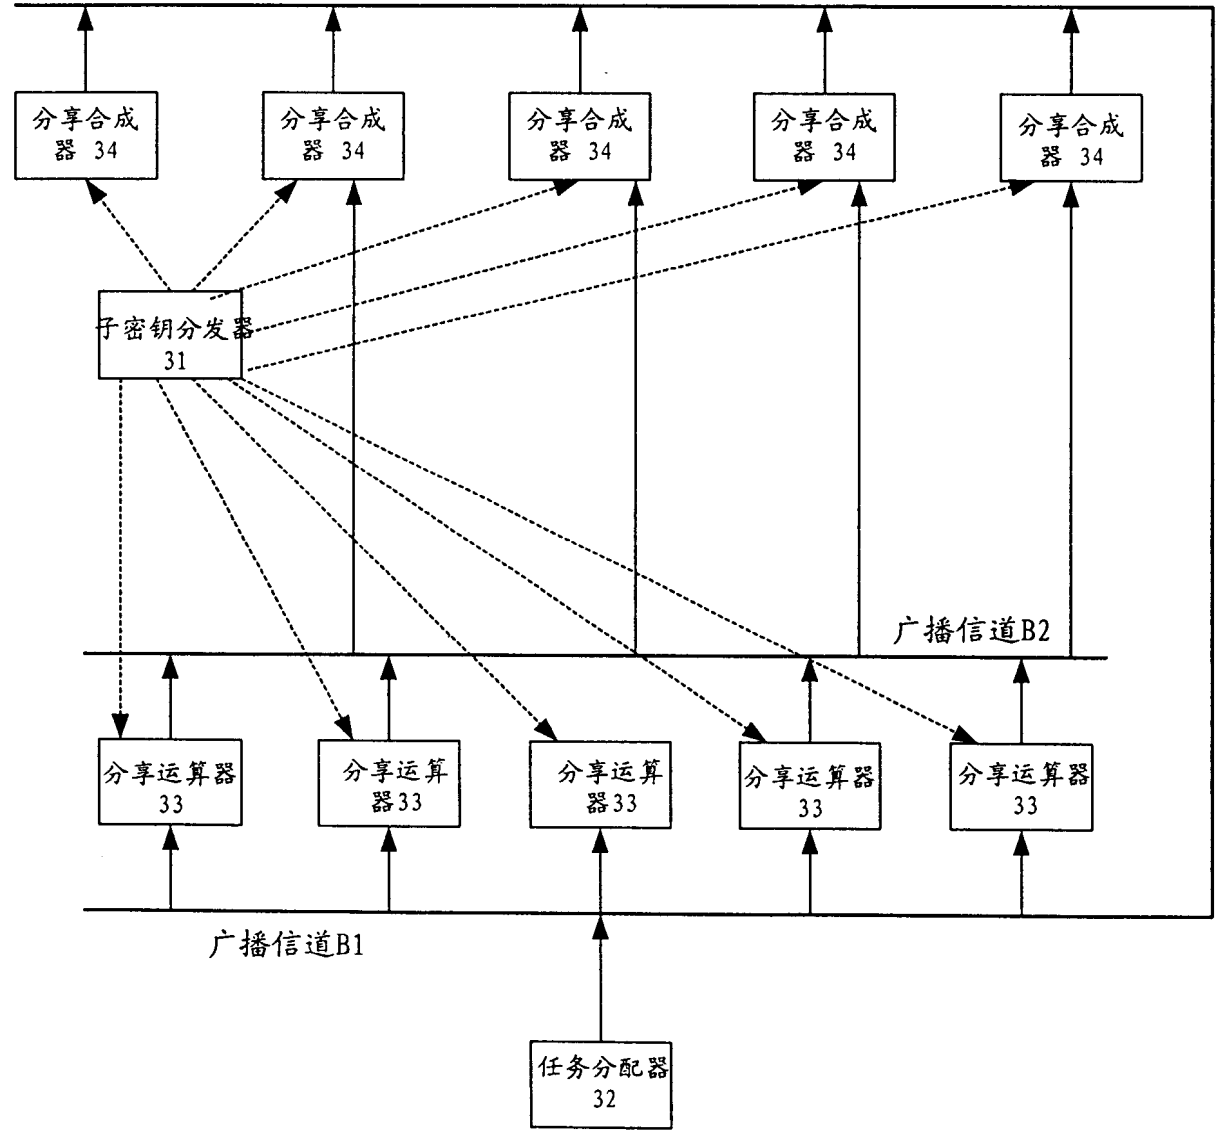 分享合成
器 34
分享合成
器 34
分享合成
器 34
分享合成
器 34
分享合成
器 34
子密钥分发器
31
广播信道B2
分享运算器
33
分享运算
器33
分享运算
器33
分享运算器
33
分享运算器
33
广播信道B1
任务分配器
32